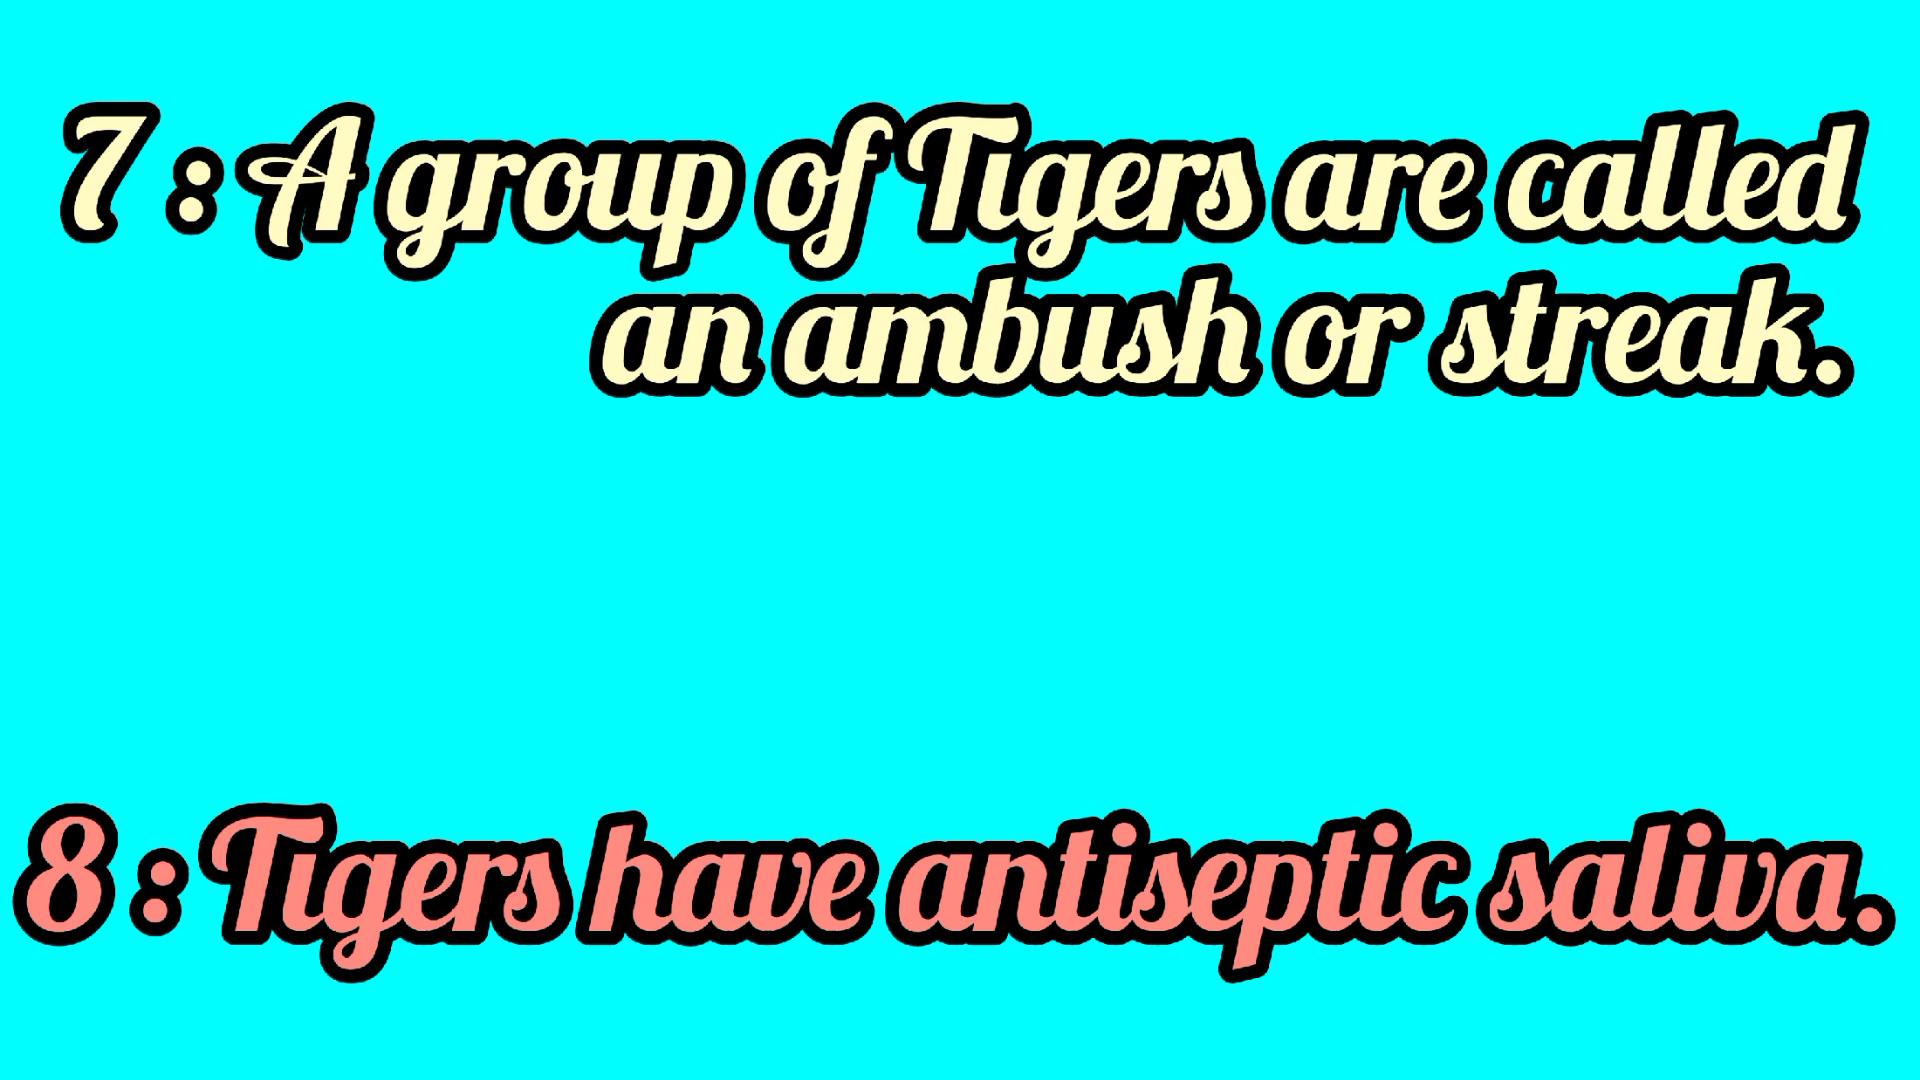 7 : A group of Tigers are called
an ambush or streak.
8 : Tigers have antiseptic saliva.